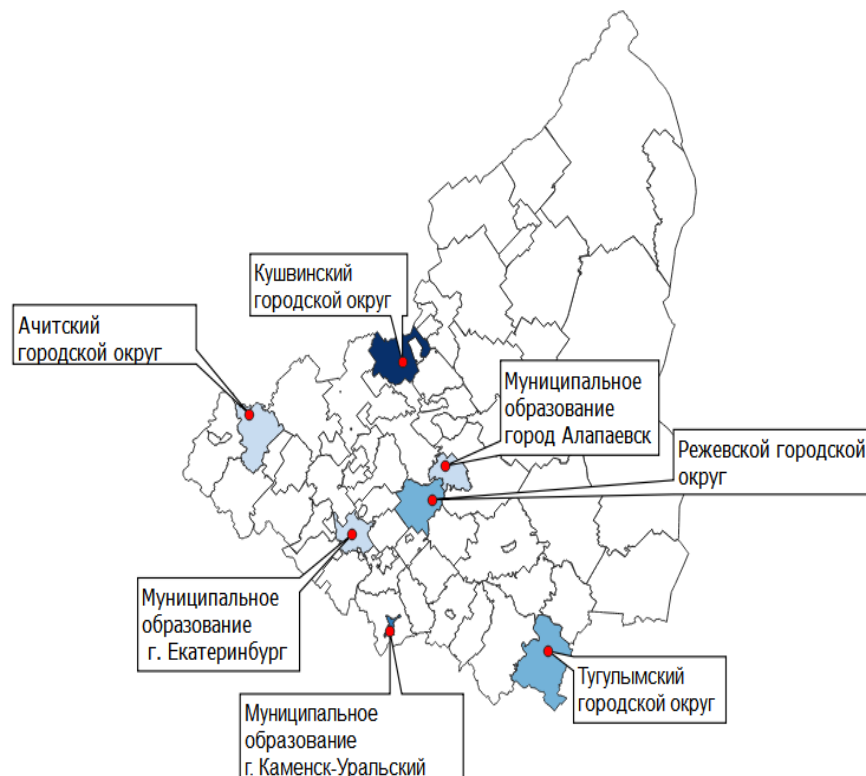 Кушвинский
городской округ
Ачитский
городской округ
Муниципальное
образование
город Алапаевск
Режевской городской
округ
Муниципальное
образование
г. Екатеринбург
Тугулымский
городской округ
Муниципальное
образование
г. Каменск-Уральский